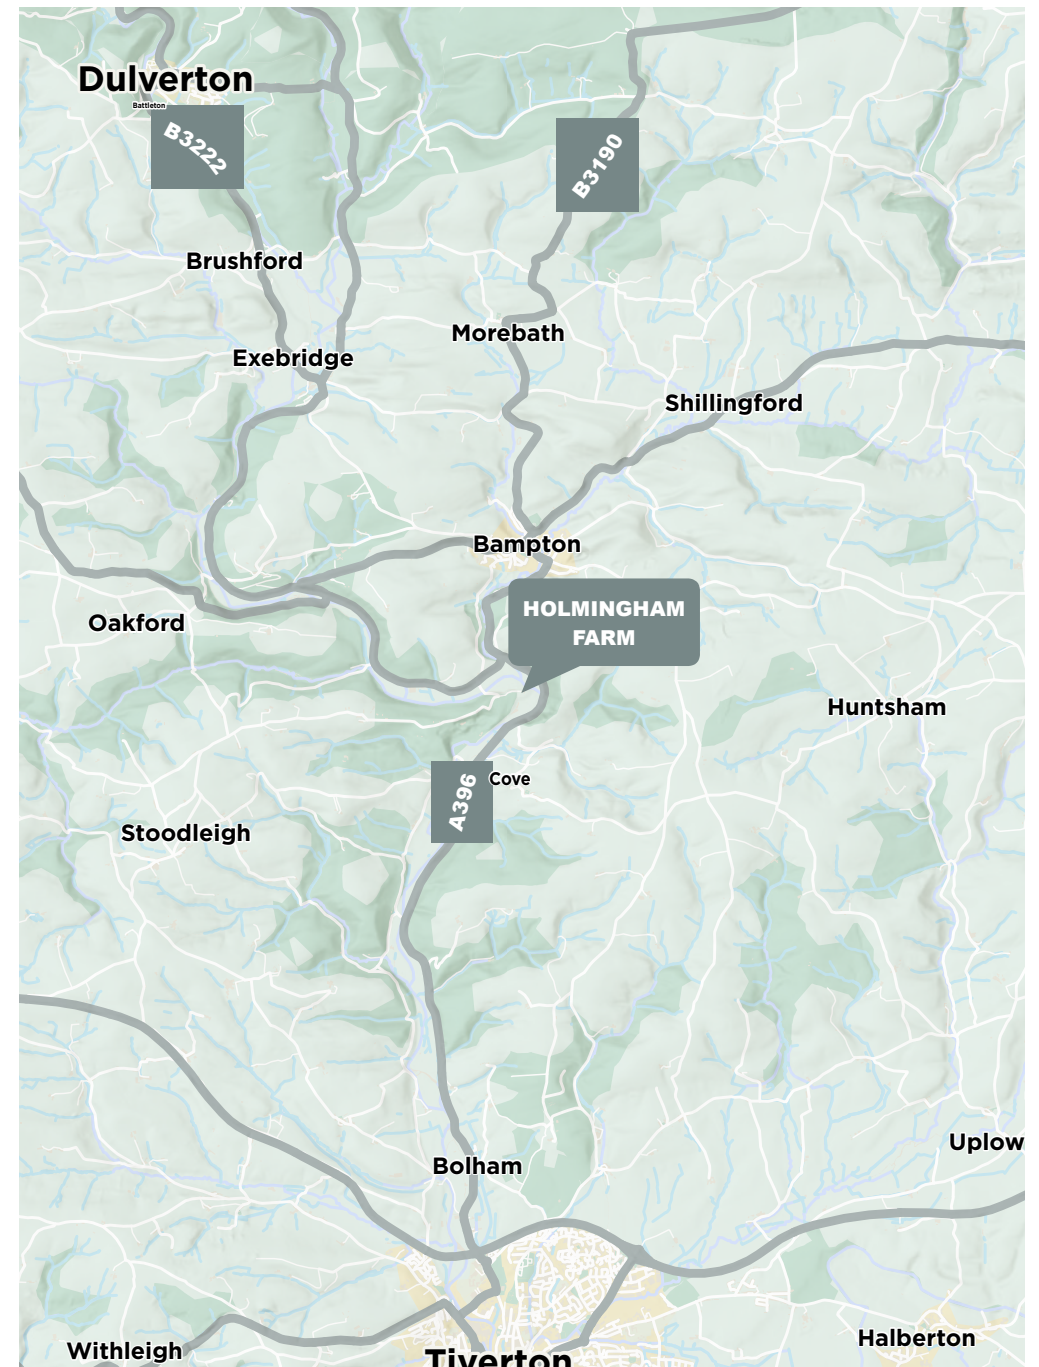 Dulverton
Battleton
B3222
B3190
Brushford
Morebath
Exebridge
Shillingford
Bampton
HOLMINGHAM
FARM
Oakford
Huntsham
Cove
A396
Stoodleigh
Uplow
Bolham
Halberton
Withleigh
Tiverton